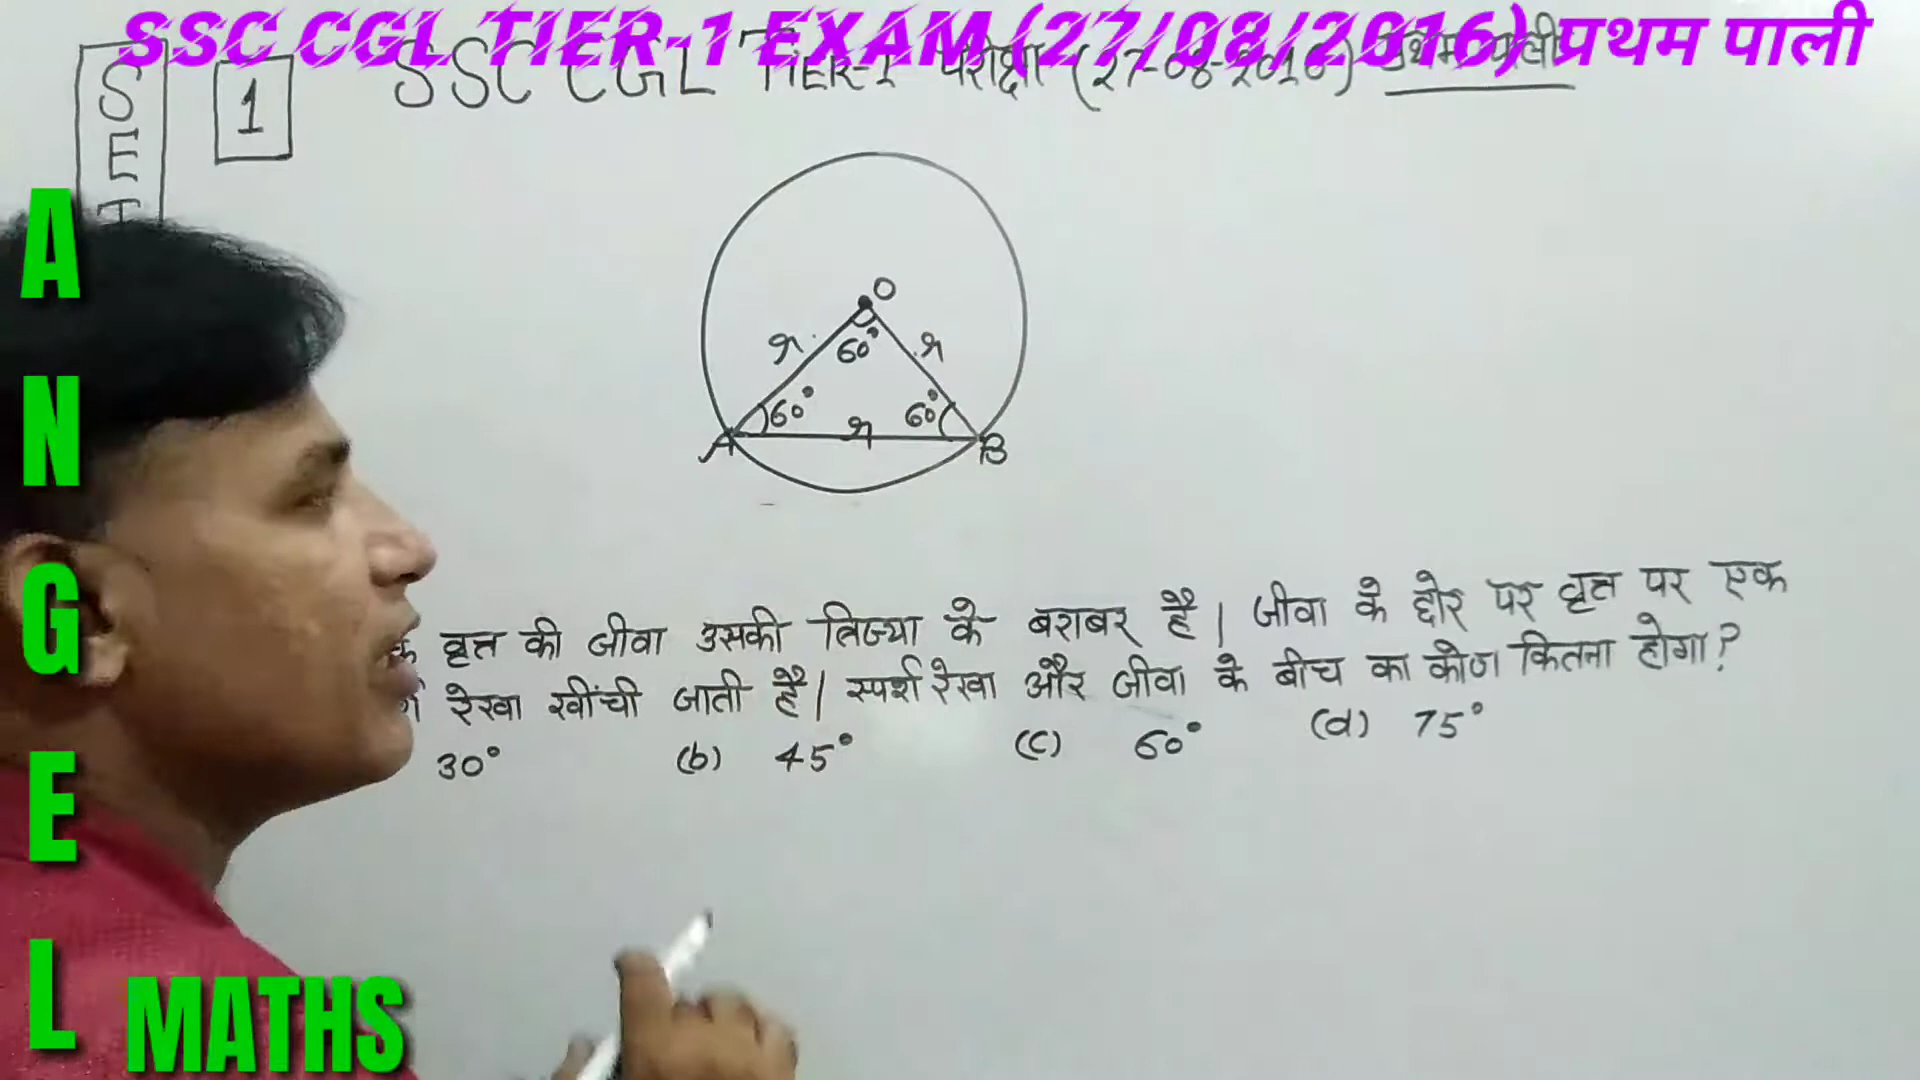 SSC CGL TIER-1 EXAM (27/08/2016) प्रथम पाली
SSC CGL TIER-1 परीक्षा (27-08-2016) प्रथम पाली
SET
1
O
60°
r
r
60°
60°
r
A
B
वृत्त की जीवा उसकी त्रिज्या के बराबर है। जीवा के छोर पर वृत्त पर एक
रेखा खींची जाती है। स्पर्श रेखा और जीवा के बीच का कोण कितना होगा?
30° (b) 45° (c) 60° (d) 75°
ANGEL
MATHS